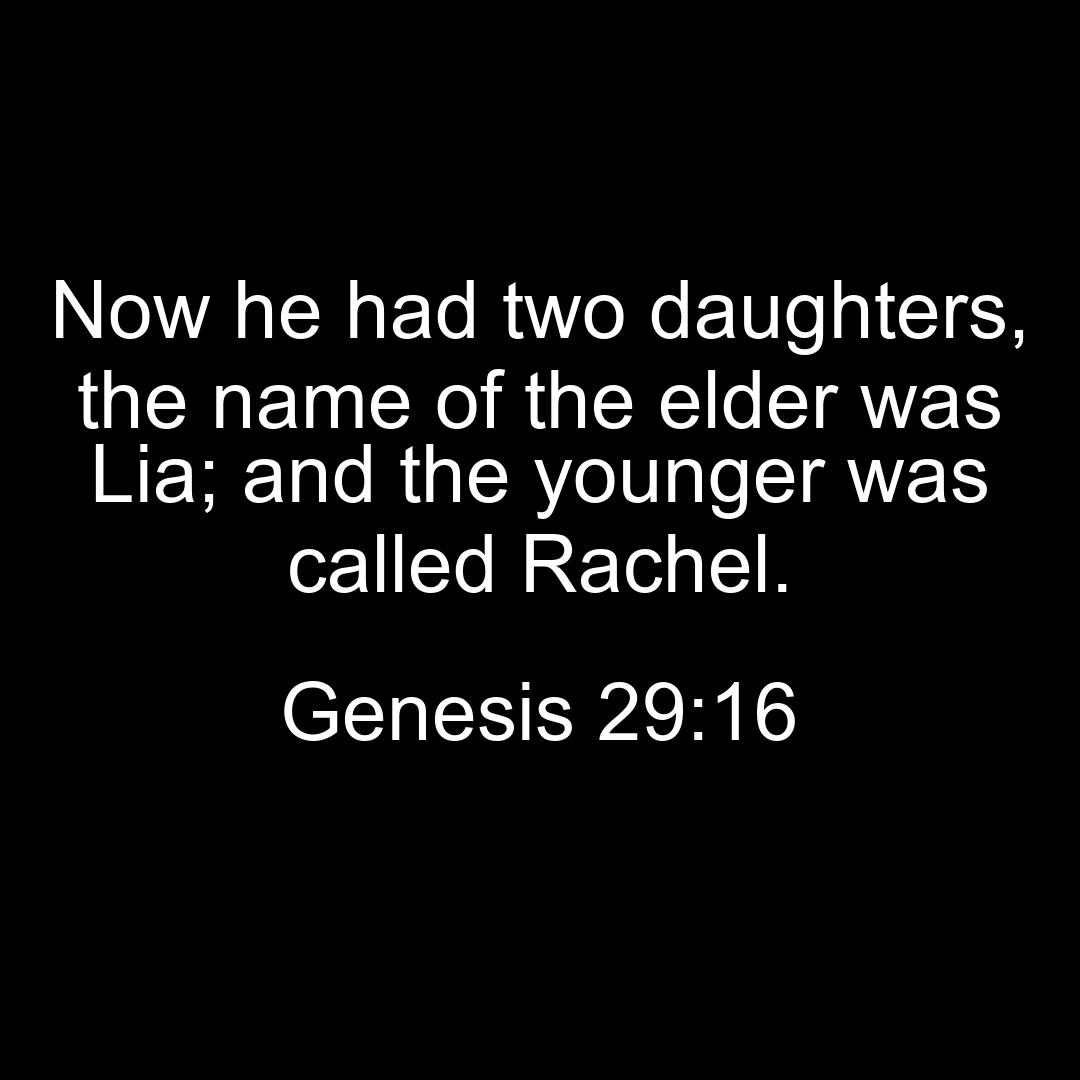 Now he had two daughters,
the name of the elder was
Lia; and the younger was
called Rachel.
Genesis 29:16